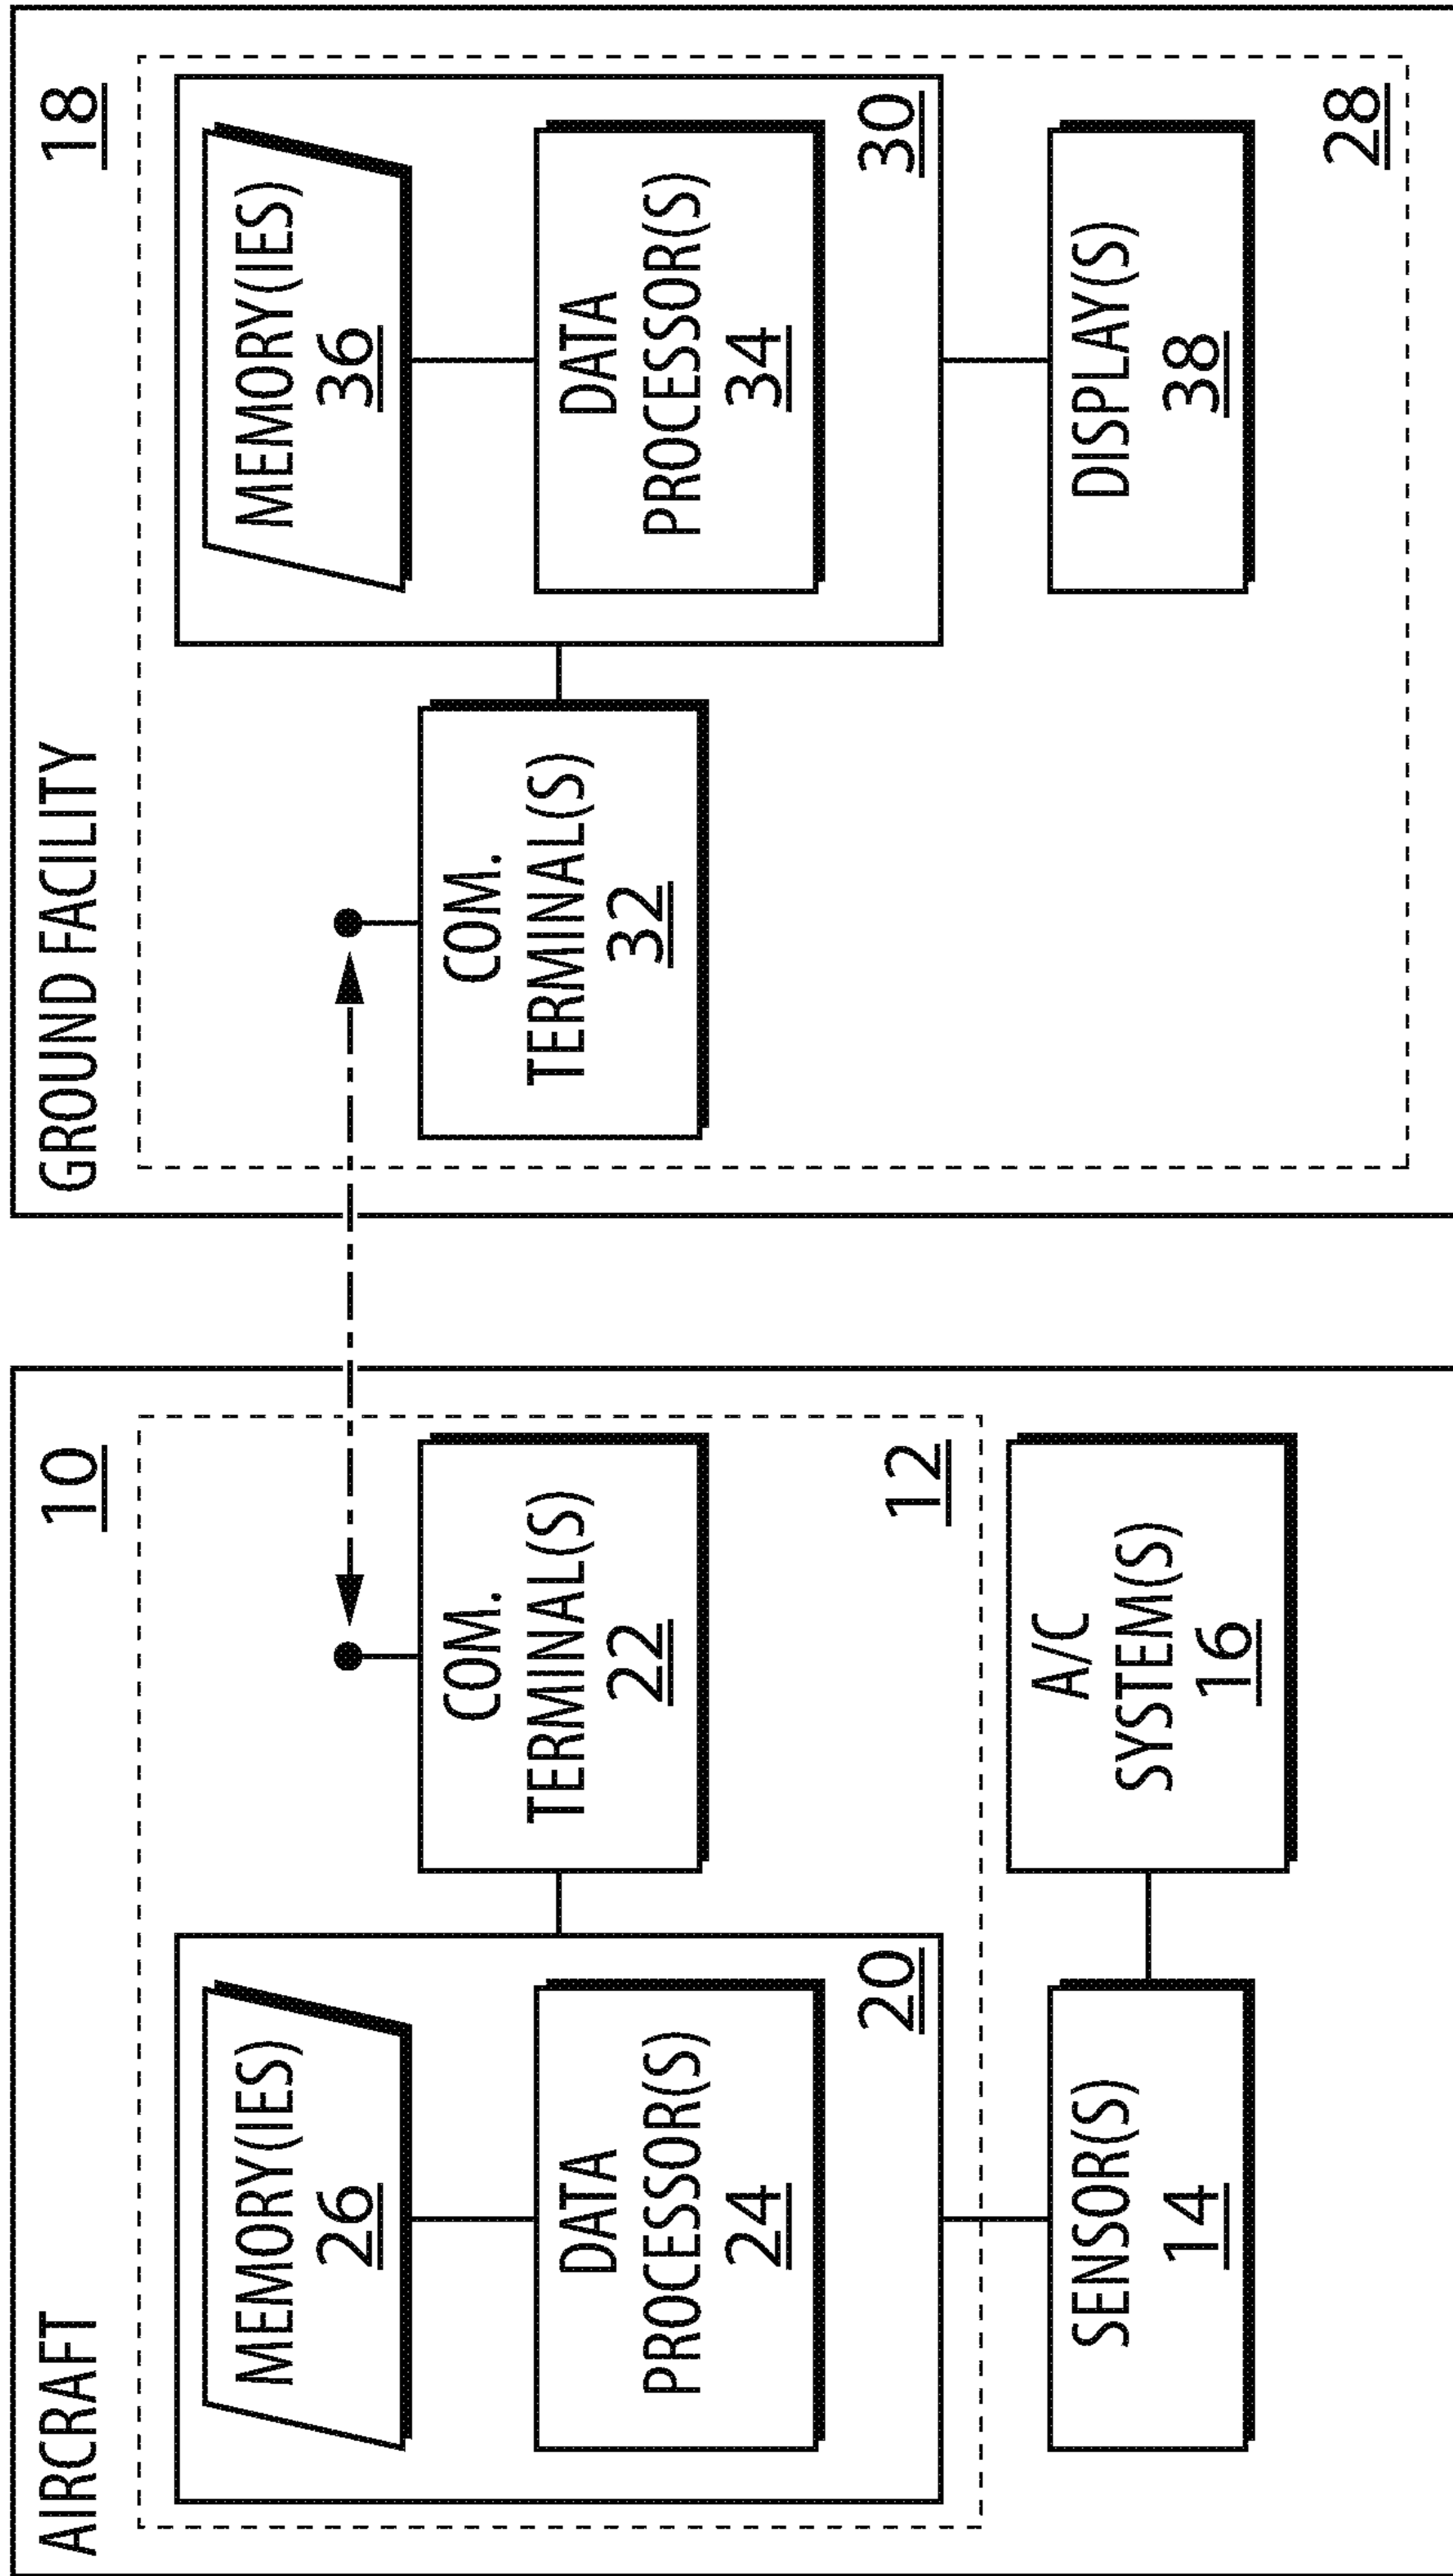 AIRCRAFT
10
MEMORY(IES)
26
DATA
PROCESSOR(S)
24
20
COM.
TERMINAL(S)
22
12
SENSOR(S)
14
A/C
SYSTEM(S)
16
GROUND FACILITY
18
COM.
TERMINAL(S)
32
MEMORY(IES)
36
DATA
PROCESSOR(S)
34
30
DISPLAY(S)
38
28